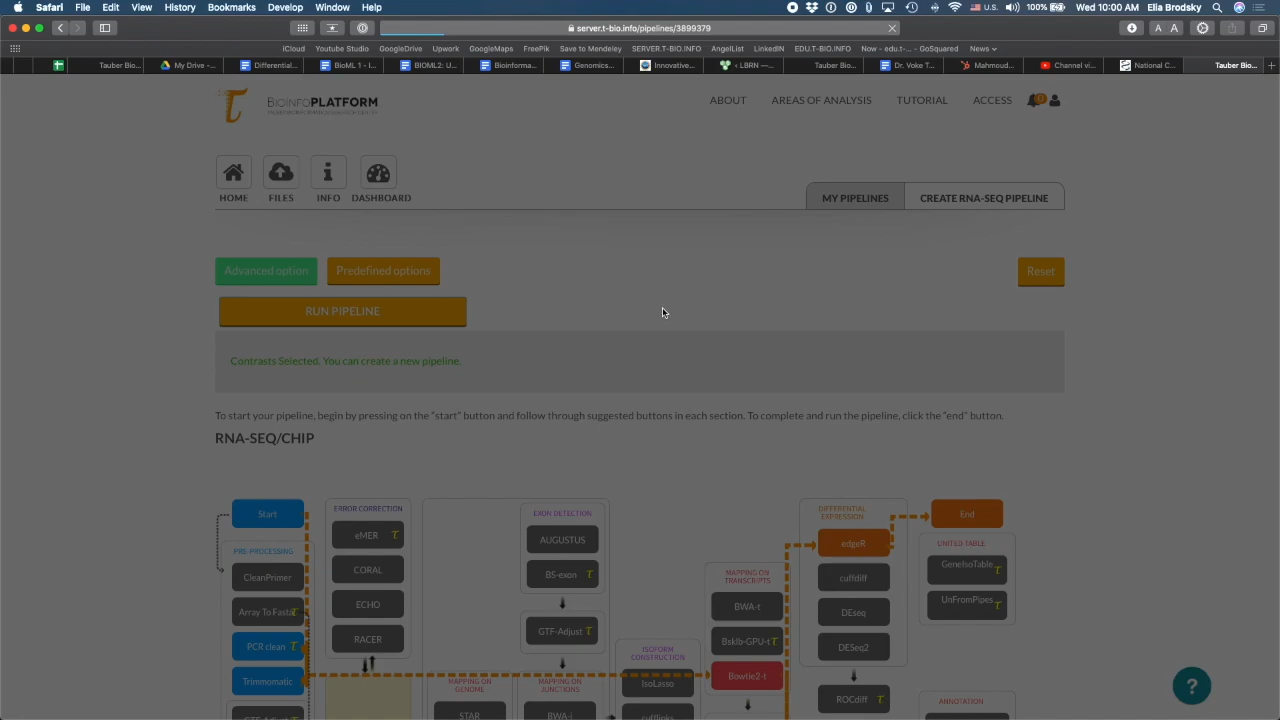 Safari File Edit View History Bookmarks Develop Window Help U.S. 100% Wed 10:00 AM Ella Brodsky
server.t-bio.info/pipelines/3899379 A A
iCloud Youtube Studio GoogleDrive Upwork GoogleMaps FreePik Save to Mendeley SERVER.T-BIO.INFO AngelList LinkedIN EDU.T-BIO.INFO Now - edu.t-... - GoSquared News
Tauber Bio... My Drive –... Differential... BioML 1 - I... BIOML2: U... Bioinforma... Genomics... Innovative... < LBRN —... Tauber Bio... Dr. Voke T... Mahmoud... Channel vi... National C... Tauber Bio...
BIOINFOPLATFORM
ABOUT AREAS OF ANALYSIS TUTORIAL ACCESS
HOME FILES INFO DASHBOARD
MY PIPELINES CREATE RNA-SEQ PIPELINE
Advanced option Predefined options Reset
RUN PIPELINE
Contrasts Selected. You can create a new pipeline.
To start your pipeline, begin by pressing on the "start" button and follow through suggested buttons in each section. To complete and run the pipeline, click the "end" button.
RNA-SEQ/CHIP
Start
PRE-PROCESSING
CleanPrimer
Array To Fasta
PCR clean
Trimmomatic
ERROR CORRECTION
eMER
CORAL
ECHO
RACER
EXON DETECTION
AUGUSTUS
BS-exon
GTF-Adjust
MAPPING ON
GENOME
STAR
MAPPING ON
JUNCTIONS
BWA-j
ISOFORM
CONSTRUCTION
IsoLasso
cufflinks
MAPPING ON
TRANSCRIPTS
BWA-t
Bsklb-GPU-t
Bowtie2-t
DIFFERENTIAL
EXPRESSION
edgeR
cuffdiff
DEseq
DESeq2
ROCdiff
End
UNITED TABLE
GeneIsoTable
UnFromPipes
ANNOTATION
?